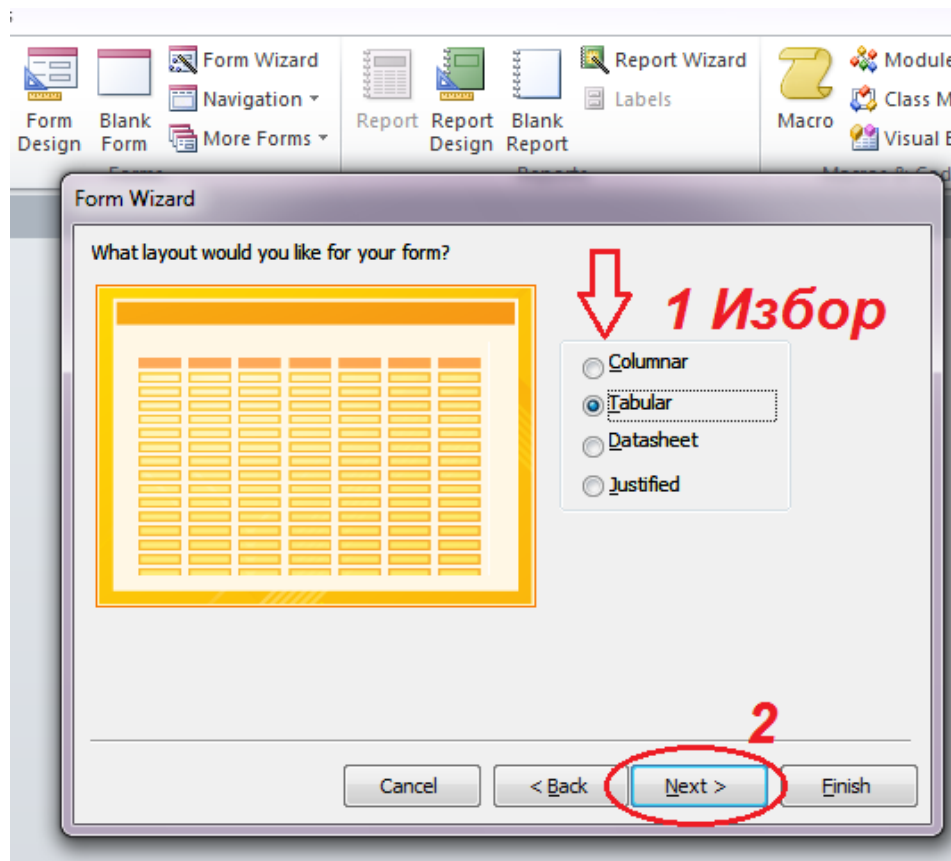 Form Wizard
Navigation
More Forms
Form Design
Blank Form
Report Wizard
Labels
Report
Report Design
Blank Report
Macro
Module
Class M
Visual
Form Wizard
What layout would you like for your form?
1 Избор
Columnar
Tabular
Datasheet
Justified
2
Cancel
< Back
Next >
Finish